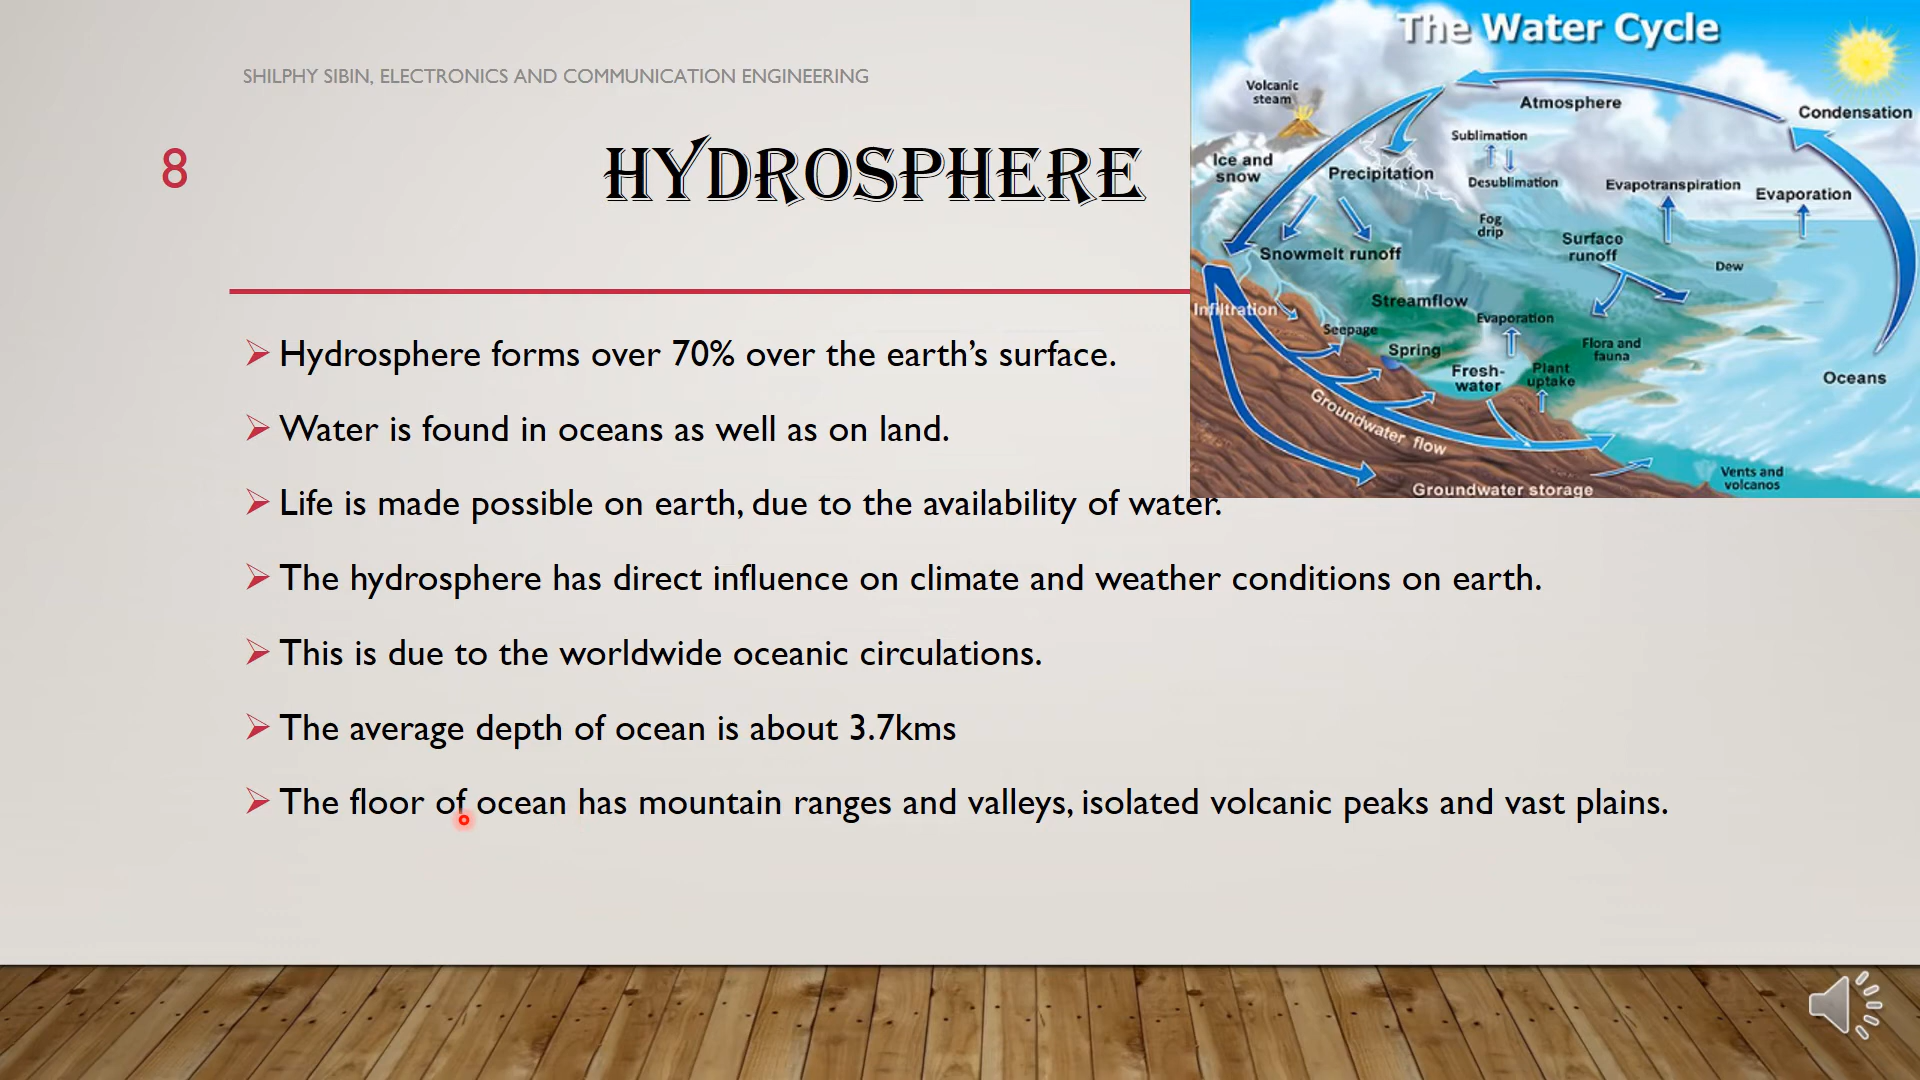 SHILPHY SIBIN, ELECTRONICS AND COMMUNICATION ENGINEERING
8
HYDROSPHERE
Hydrosphere forms over 70% over the earth’s surface.
Water is found in oceans as well as on land.
Life is made possible on earth, due to the availability of water.
The hydrosphere has direct influence on climate and weather conditions on earth.
This is due to the worldwide oceanic circulations.
The average depth of ocean is about 3.7kms
The floor of ocean has mountain ranges and valleys, isolated volcanic peaks and vast plains.
The Water Cycle
Volcanic
steam
Atmosphere
Condensation
Sublimation
Ice and
snow
Precipitation
Desublimation
Evapotranspiration
Evaporation
Fog
drip
Snowmelt runoff
Surface
runoff
Dew
Streamflow
Infiltration
Evaporation
Seepage
Spring
Flora and
fauna
Fresh-
water
Plant
uptake
Oceans
Groundwater flow
Vents and
volcanos
Groundwater storage